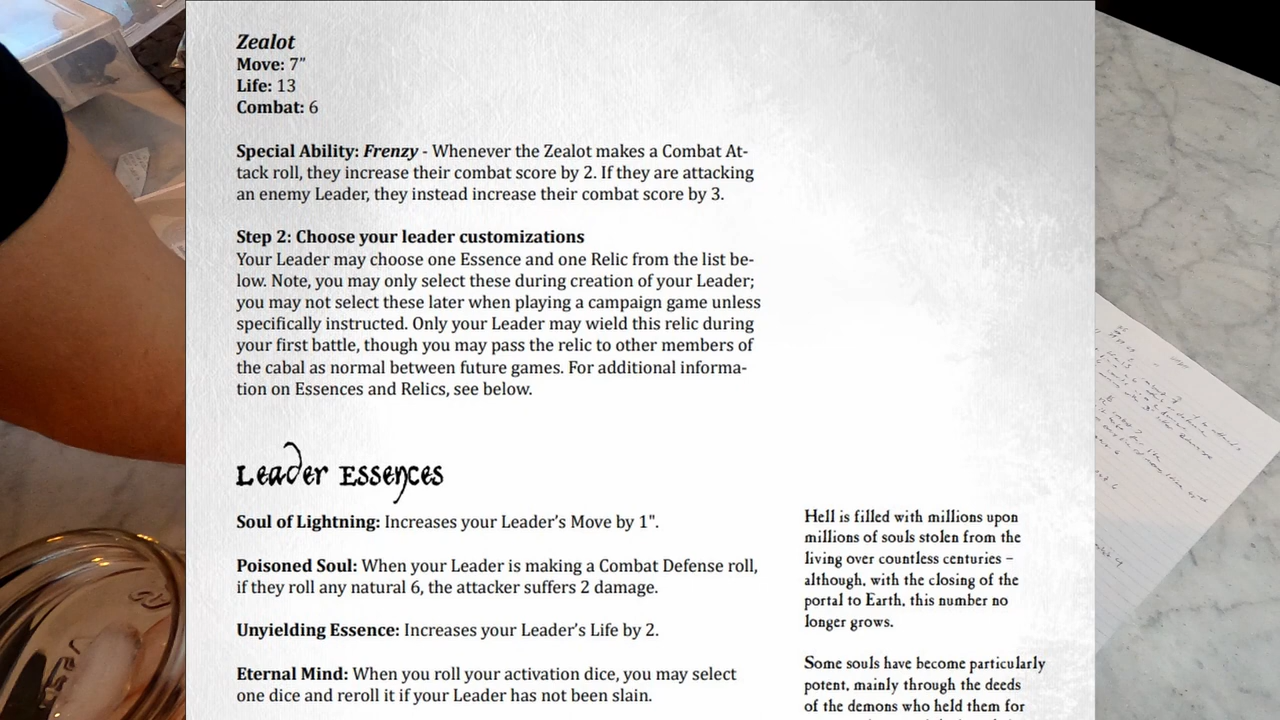 Zealot
Move: 7"
Life: 13
Combat: 6
Special Ability: Frenzy - Whenever the Zealot makes a Combat At-
tack roll, they increase their combat score by 2. If they are attacking
an enemy Leader, they instead increase their combat score by 3.
Step 2: Choose your leader customizations
Your Leader may choose one Essence and one Relic from the list be-
low. Note, you may only select these during creation of your Leader;
you may not select these later when playing a campaign game unless
specifically instructed. Only your Leader may wield this relic during
your first battle, though you may pass the relic to other members of
the cabal as normal between future games. For additional informa-
tion on Essences and Relics, see below.
Leader Essences
Soul of Lightning: Increases your Leader's Move by 1".
Poisoned Soul: When your Leader is making a Combat Defense roll,
if they roll any natural 6, the attacker suffers 2 damage.
Unyielding Essence: Increases your Leader's Life by 2.
Eternal Mind: When you roll your activation dice, you may select
one dice and reroll it if your Leader has not been slain.
Hell is filled with millions upon
millions of souls stolen from the
living over countless centuries –
although, with the closing of the
portal to Earth, this number no
longer grows.
Some souls have become particularly
potent, mainly through the deeds
of the demons who held them for